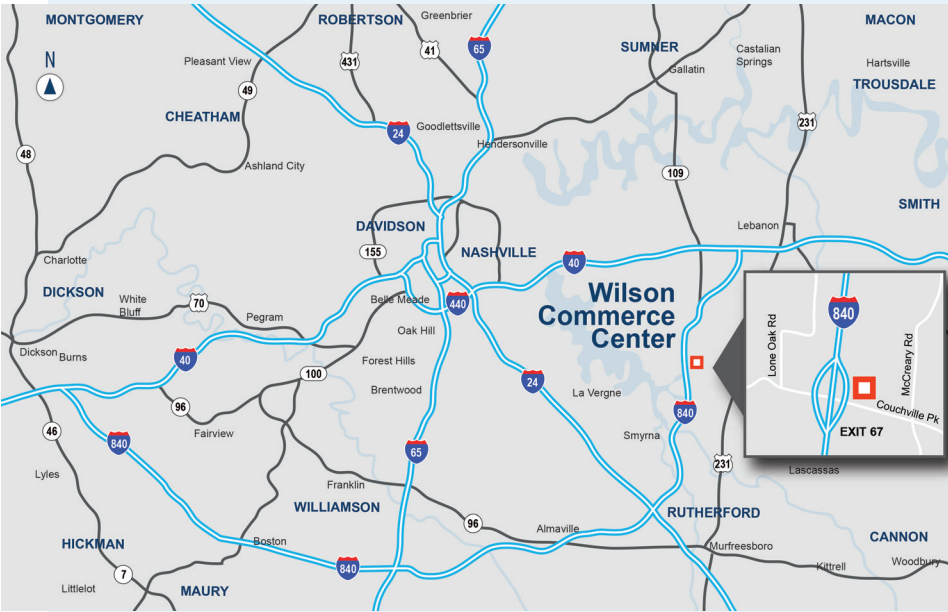 MONTGOMERY
ROBERTSON
Greenbrier
MACON
N
Pleasant View
431
41
65
SUMNER
Castalian
Springs
Gallatin
Hartsville
TROUSDALE
49
CHEATHAM
24
Goodlettsville
Hendersonville
231
48
Ashland City
109
SMITH
DAVIDSON
Lebanon
155
NASHVILLE
40
Charlotte
DICKSON
White
Bluff
70
Pegram
Belle Meade
440
Wilson
Commerce
Center
Oak Hill
Dickson
Burns
40
Forest Hills
100
Brentwood
24
La Vergne
96
840
Fairview
Smyrna
46
840
65
231
Lyles
Franklin
WILLIAMSON
RUTHERFORD
96
Almaville
CANNON
HICKMAN
Boston
Murfreesboro
840
Kittrell
Woodbury
7
Littlelot
MAURY
840
Lone Oak Rd
McCreary Rd
Couchville Pk
EXIT 67
Lascassas